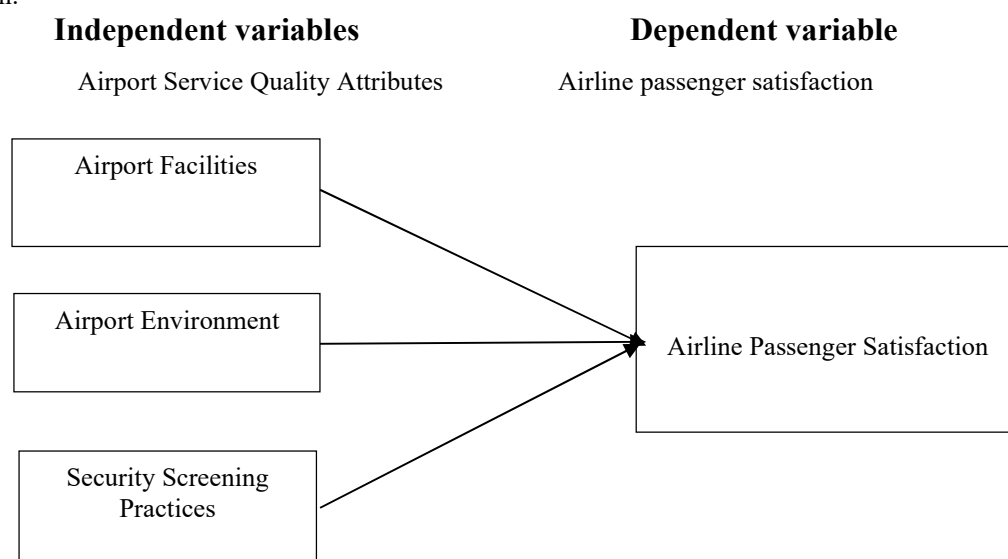 Independent variables
Dependent variable
Airport Service Quality Attributes
Airline passenger satisfaction
Airport Facilities
Airport Environment
Airline Passenger Satisfaction
Security Screening
Practices